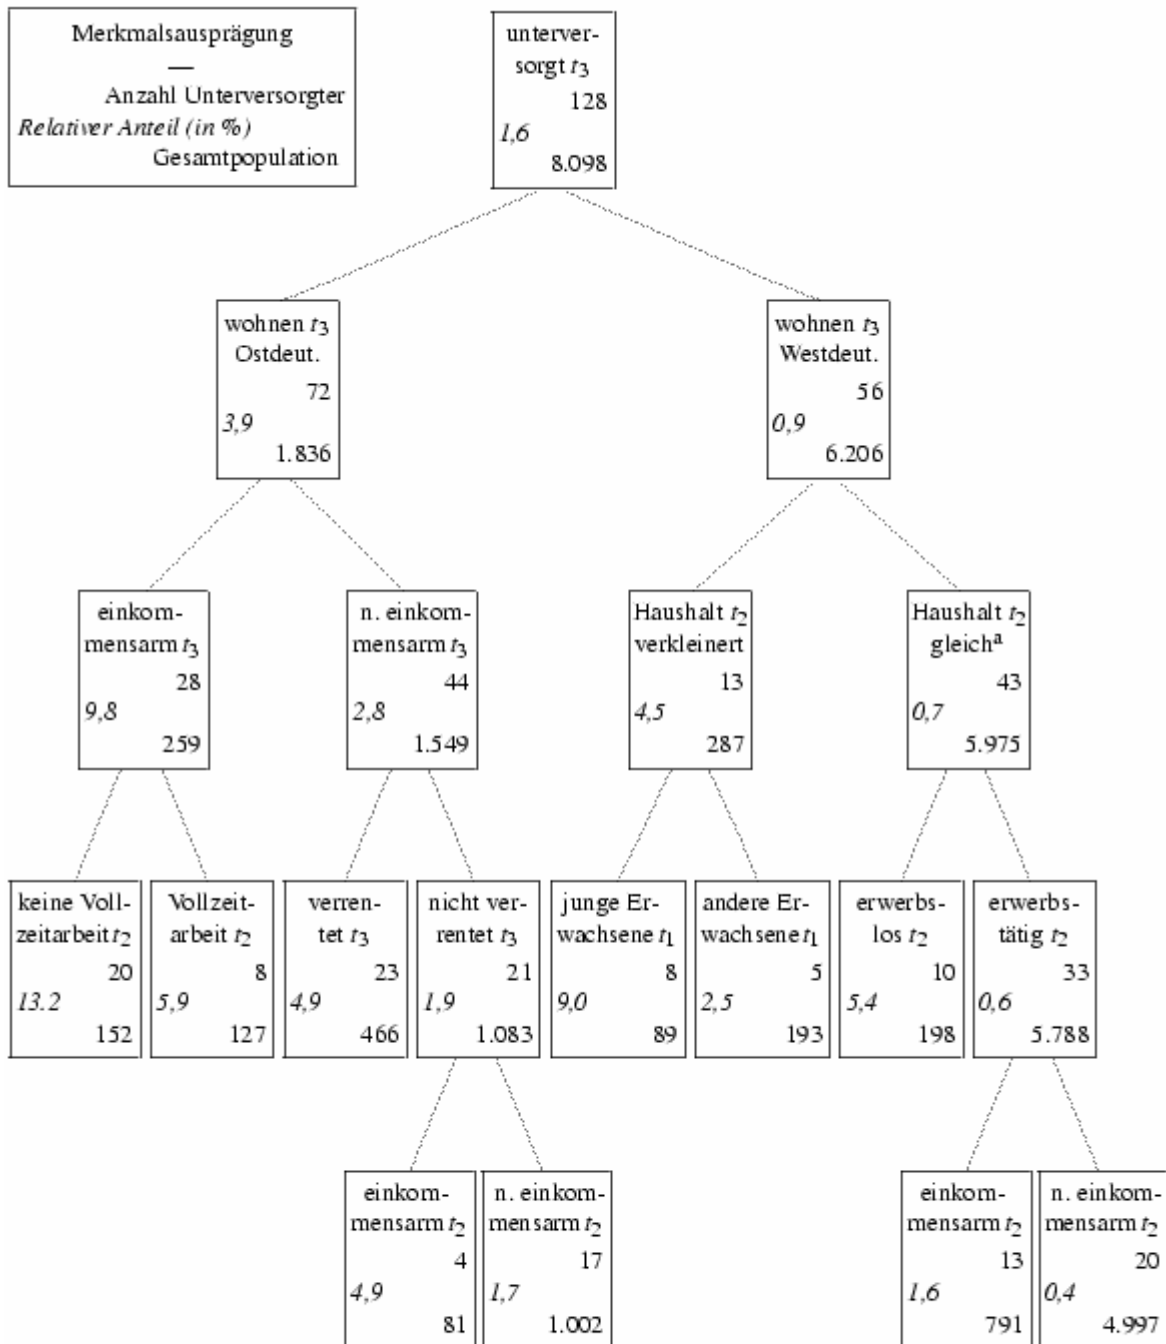 Merkmalsausprägung
—
Anzahl Unterversorgter
Relativer Anteil (in %)
Gesamtpopulation
unterver-
sorgt t3
128
1,6
8.098
wohnen t3
Ostdeut.
72
3,9
1.836
wohnen t3
Westdeut.
56
0,9
6.206
einkom-
mensarm t3
28
9,8
259
n. einkom-
mensarm t3
44
2,8
1.549
Haushalt t2
verkleinert
13
4,5
287
Haushalt t2
gleichª
43
0,7
5.975
keine Voll-
zeitarbeit t2
20
13.2
152
Vollzeit-
arbeit t2
8
5,9
127
verren-
tet t3
23
4,9
466
nicht ver-
rentet t3
21
1,9
1.083
junge Er-
wachsene t1
8
9,0
89
andere Er-
wachsene t1
5
2,5
193
erwerbs-
los t2
10
5,4
198
erwerbs-
tätig t2
33
0,6
5.788
einkom-
mensarm t2
4
4,9
81
n. einkom-
mensarm t2
17
1,7
1.002
einkom-
mensarm t2
13
1,6
791
n. einkom-
mensarm t2
20
0,4
4.997